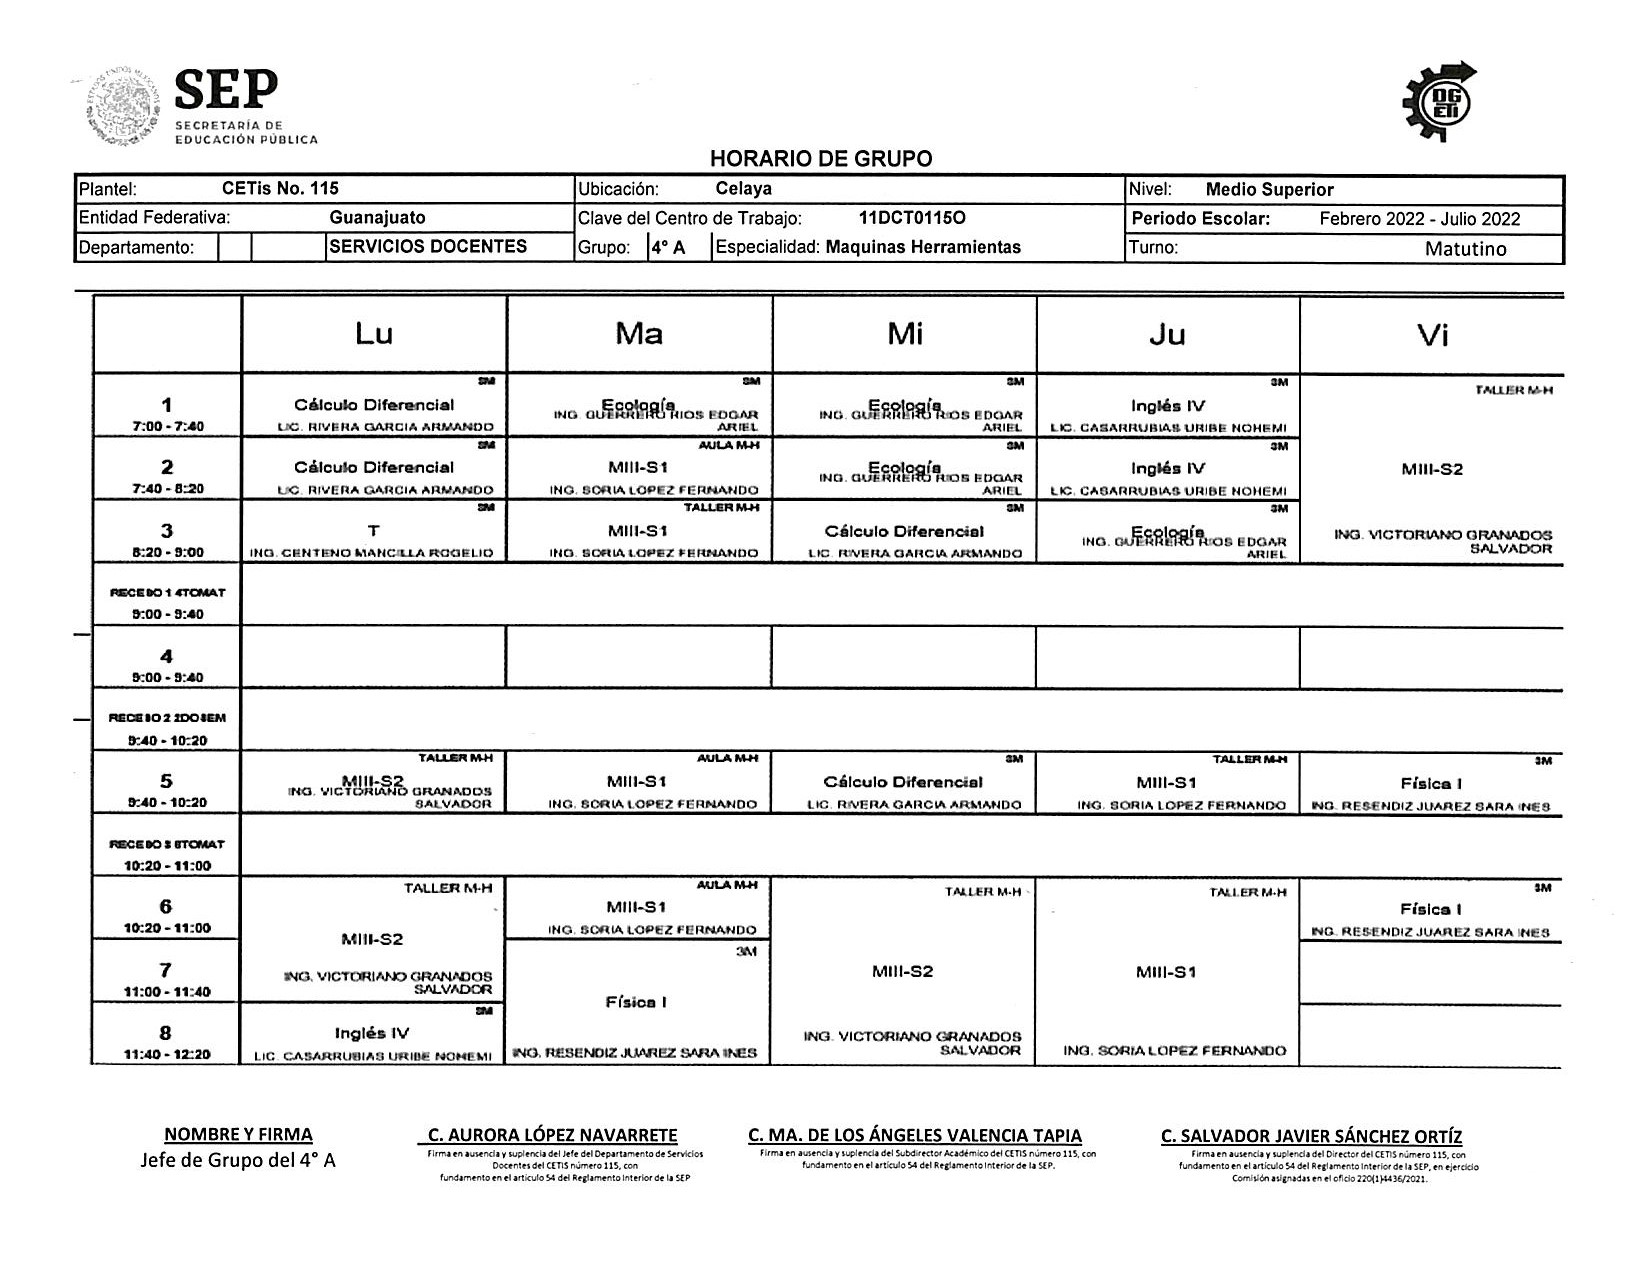 SEP
SECRETARÍA DE
EDUCACIÓN PÚBLICA
DG
ETI
HORARIO DE GRUPO
Plantel: CETis No. 115 Ubicación: Celaya Nivel: Medio Superior
Entidad Federativa: Guanajuato Clave del Centro de Trabajo: 11DCT0115O Periodo Escolar: Febrero 2022 - Julio 2022
Departamento: SERVICIOS DOCENTES Grupo: 4° A Especialidad: Maquinas Herramientas Turno: Matutino
Lu Ma Mi Ju Vi
3M 3M 3M 3M TALLER M-H
1 Cálculo Diferencial Ecología Ecología Inglés IV
7:00 - 7:40 LIC. RIVERA GARCIA ARMANDO ING. GUERRERO RIOS EDGAR ARIEL ING. GUERRERO RIOS EDGAR ARIEL LIC. CASARRUBIAS URIBE NOHEMI
3M AULA M-H 3M 3M
2 Cálculo Diferencial MIII-S1 Ecología Inglés IV MIII-S2
7:40 - 8:20 LIC. RIVERA GARCIA ARMANDO ING. SORIA LOPEZ FERNANDO ING. GUERRERO RIOS EDGAR ARIEL LIC. CASARRUBIAS URIBE NOHEMI
3M TALLER M-H 3M 3M
3 T MIII-S1 Cálculo Diferencial Ecología ING. VICTORIANO GRANADOS SALVADOR
8:20 - 9:00 ING. CENTENO MANCILLA ROGELIO ING. SORIA LOPEZ FERNANDO LIC. RIVERA GARCIA ARMANDO ING. GUERRERO RIOS EDGAR ARIEL
RECESO 1 4TOMAT
9:00 - 9:40
4
9:00 - 9:40
RECESO 2 2DOSEM
9:40 - 10:20
TALLER M-H AULA M-H 3M TALLER M-H 3M
5 MIII-S2 MIII-S1 Cálculo Diferencial MIII-S1 Física I
9:40 - 10:20 ING. VICTORIANO GRANADOS SALVADOR ING. SORIA LOPEZ FERNANDO LIC. RIVERA GARCIA ARMANDO ING. SORIA LOPEZ FERNANDO ING. RESENDIZ JUAREZ SARA INES
RECESO 3 6TOMAT
10:20 - 11:00
TALLER M-H AULA M-H TALLER M-H TALLER M-H 3M
6 MIII-S1 Física I
10:20 - 11:00 MIII-S2 ING. SORIA LOPEZ FERNANDO ING. RESENDIZ JUAREZ SARA INES
3M
7 MIII-S2 MIII-S1
11:00 - 11:40 ING. VICTORIANO GRANADOS SALVADOR Física I
3M
8 Inglés IV ING. VICTORIANO GRANADOS SALVADOR
11:40 - 12:20 LIC. CASARRUBIAS URIBE NOHEMI ING. RESENDIZ JUAREZ SARA INES ING. SORIA LOPEZ FERNANDO
NOMBRE Y FIRMA
Jefe de Grupo del 4° A
C. AURORA LÓPEZ NAVARRETE
Firma en ausencia y suplencia del Jefe del Departamento de Servicios
Docentes del CETIS número 115, con
fundamento en el articulo 54 del Reglamento Interior de la SEP
C. MA. DE LOS ÁNGELES VALENCIA TAPIA
Firma en ausencia y suplencia del Subdirector Académico del CETIS número 115, con
fundamento en el artículo 54 del Reglamento Interior de la SEP.
C. SALVADOR JAVIER SÁNCHEZ ORTÍZ
Firma en ausencia y suplencia del Director del CETIS número 115, con
fundamento en el artículo 54 del Reglamento Interior de la SEP, en ejercicio
Comisión asignadas en el oficio 220(1)4436/2021.